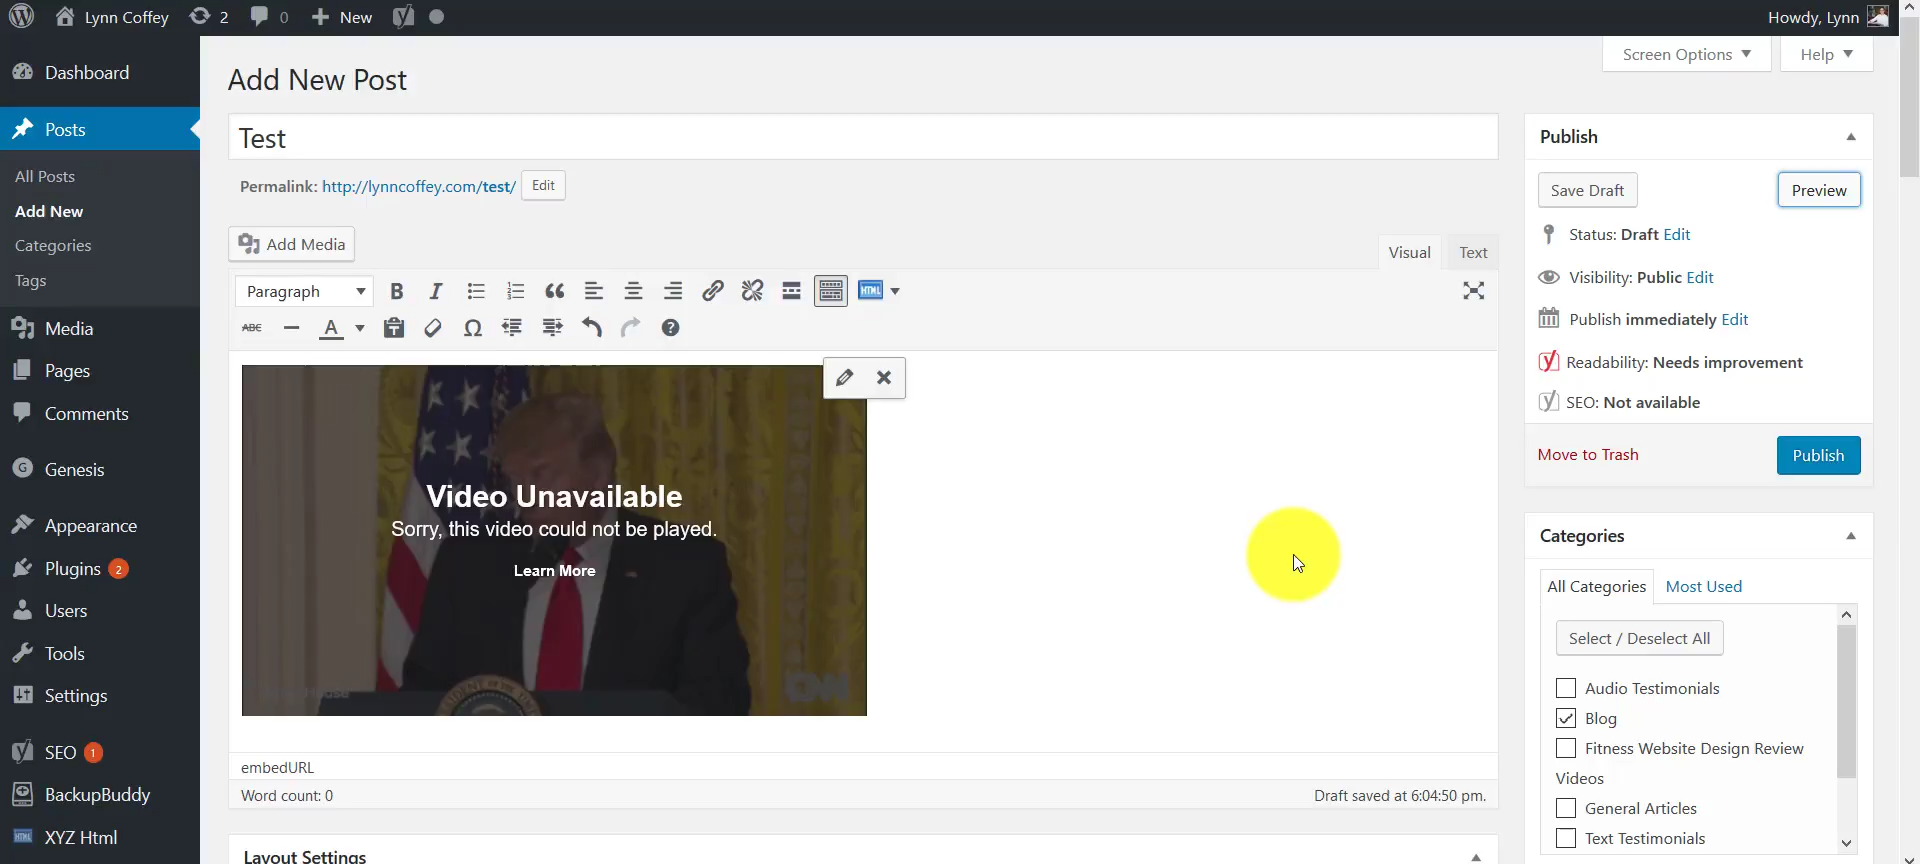 Lynn Coffey
2
0
New
Howdy, Lynn
Dashboard
Posts
All Posts
Add New
Categories
Tags
Media
Pages
Comments
Genesis
Appearance
Plugins 2
Users
Tools
Settings
SEO 1
BackupBuddy
XYZ Html
Screen Options
Help
Add New Post
Test
Permalink: http://lynncoffey.com/test/ Edit
Add Media
Visual
Text
Paragraph
B
I
HTML
ABC
A
Video Unavailable
Sorry, this video could not be played.
Learn More
embedURL
Word count: 0
Draft saved at 6:04:50 pm.
Layout Settings
Publish
Save Draft
Preview
Status: Draft Edit
Visibility: Public Edit
Publish immediately Edit
Readability: Needs improvement
SEO: Not available
Move to Trash
Publish
Categories
All Categories
Most Used
Select / Deselect All
Audio Testimonials
Blog
Fitness Website Design Review
Videos
General Articles
Text Testimonials